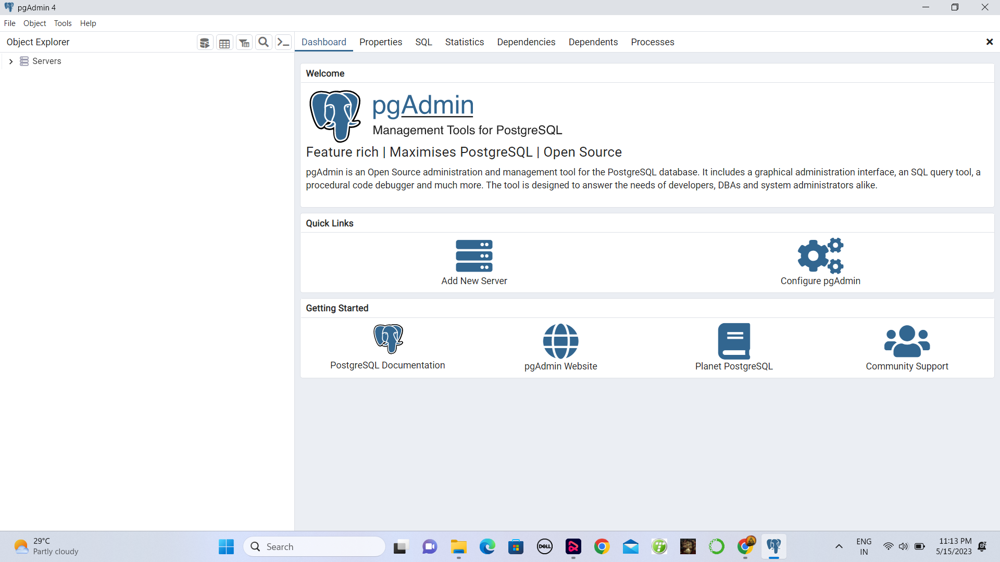 pgAdmin 4
File Object Tools Help
Object Explorer
Dashboard Properties SQL Statistics Dependencies Dependents Processes
Servers
Welcome
pgAdmin
Management Tools for PostgreSQL
Feature rich | Maximises PostgreSQL | Open Source
pgAdmin is an Open Source administration and management tool for the PostgreSQL database. It includes a graphical administration interface, an SQL query tool, a
procedural code debugger and much more. The tool is designed to answer the needs of developers, DBAs and system administrators alike.
Quick Links
Add New Server
Configure pgAdmin
Getting Started
PostgreSQL Documentation
pgAdmin Website
Planet PostgreSQL
Community Support
29°C
Partly cloudy
Search
DELL
ENG
IN
11:13 PM
5/15/2023